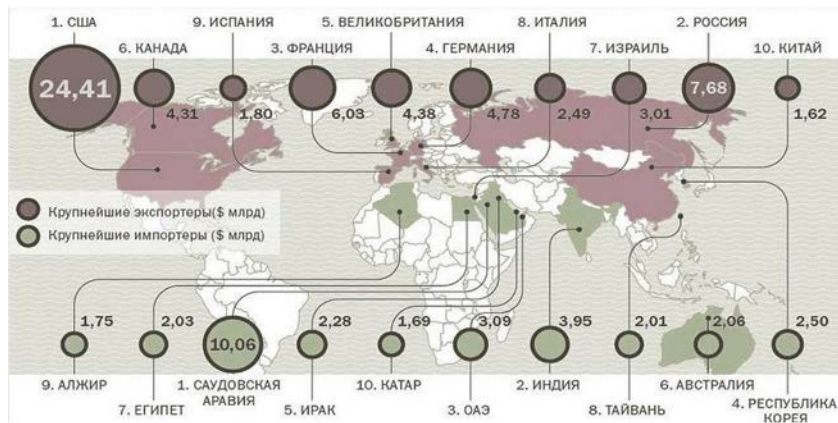 1. США
9. ИСПАНИЯ
5. ВЕЛИКОБРИТАНИЯ
8. ИТАЛИЯ
2. РОССИЯ
6. КАНАДА
3. ФРАНЦИЯ
4. ГЕРМАНИЯ
7. ИЗРАИЛЬ
10. КИТАЙ
24,41
7,68
4,31
1,80
6,03
4,38
4,78
2,49
3,01
1,62
Крупнейшие экспортеры($ млрд)
Крупнейшие импортеры ($ млрд)
1,75
2,03
2,28
1,69
3,09
3,95
2,01
2,06
2,50
10,06
9. АЛЖИР
1. САУДОВСКАЯ
АРАВИЯ
10. КАТАР
2. ИНДИЯ
6. АВСТРАЛИЯ
7. ЕГИПЕТ
5. ИРАК
3. ОАЭ
8. ТАЙВАНЬ
4. РЕСПУБЛИКА
КОРЕЯ